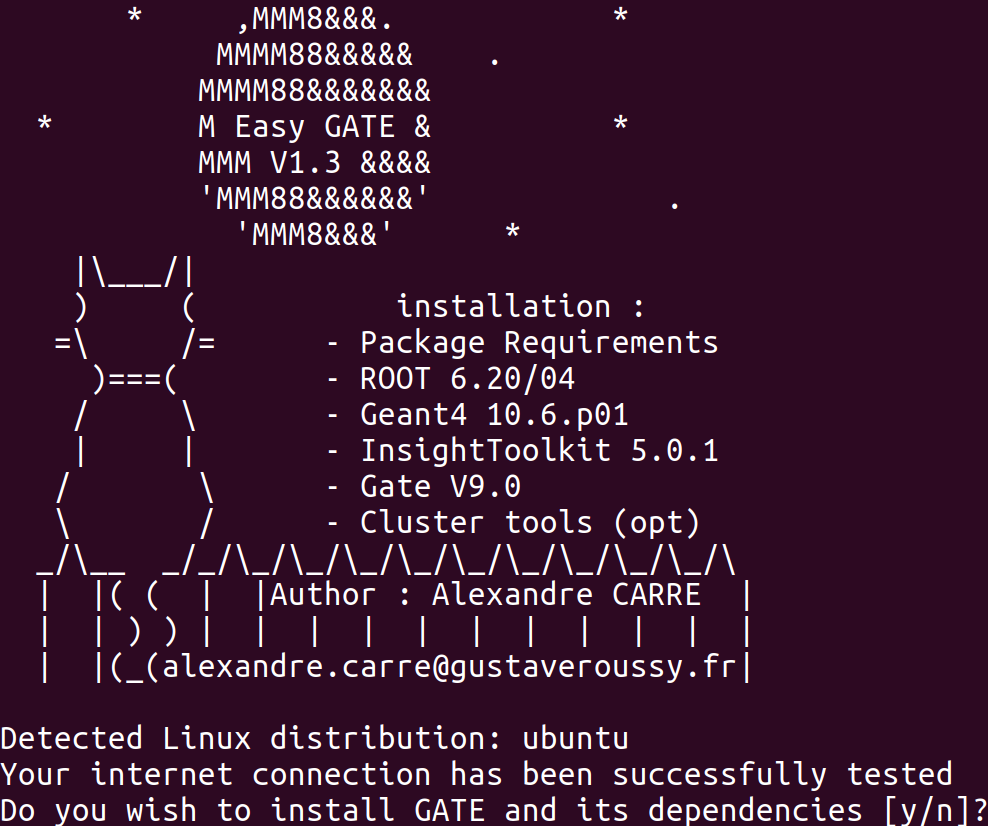 *     ,MMM8&&&.            *
            MMMM88&&&&&    .
           MMMM88&&&&&&&
  *        M Easy GATE &          *
           MMM V1.3 &&&&
           'MMM88&&&&&&'             .
             'MMM8&&&'      *
    |\___/|
    )     (           installation :
   =\     /=      - Package Requirements
     )===(        - ROOT 6.20/04
    /     \       - Geant4 10.6.p01
    |     |       - InsightToolkit 5.0.1
   /       \      - Gate V9.0
   \       /      - Cluster tools (opt)
  _/\__  _/_/\_/\_/\_/\_/\_/\_/\_/\_/\_/\
  |  |( (  |  |Author : Alexandre CARRE  |
  |  | ) ) |  |  |  |  |  |  |  |  |  |  |
  |  |(_(alexandre.carre@gustaveroussy.fr|

Detected Linux distribution: ubuntu
Your internet connection has been successfully tested
Do you wish to install GATE and its dependencies [y/n]?